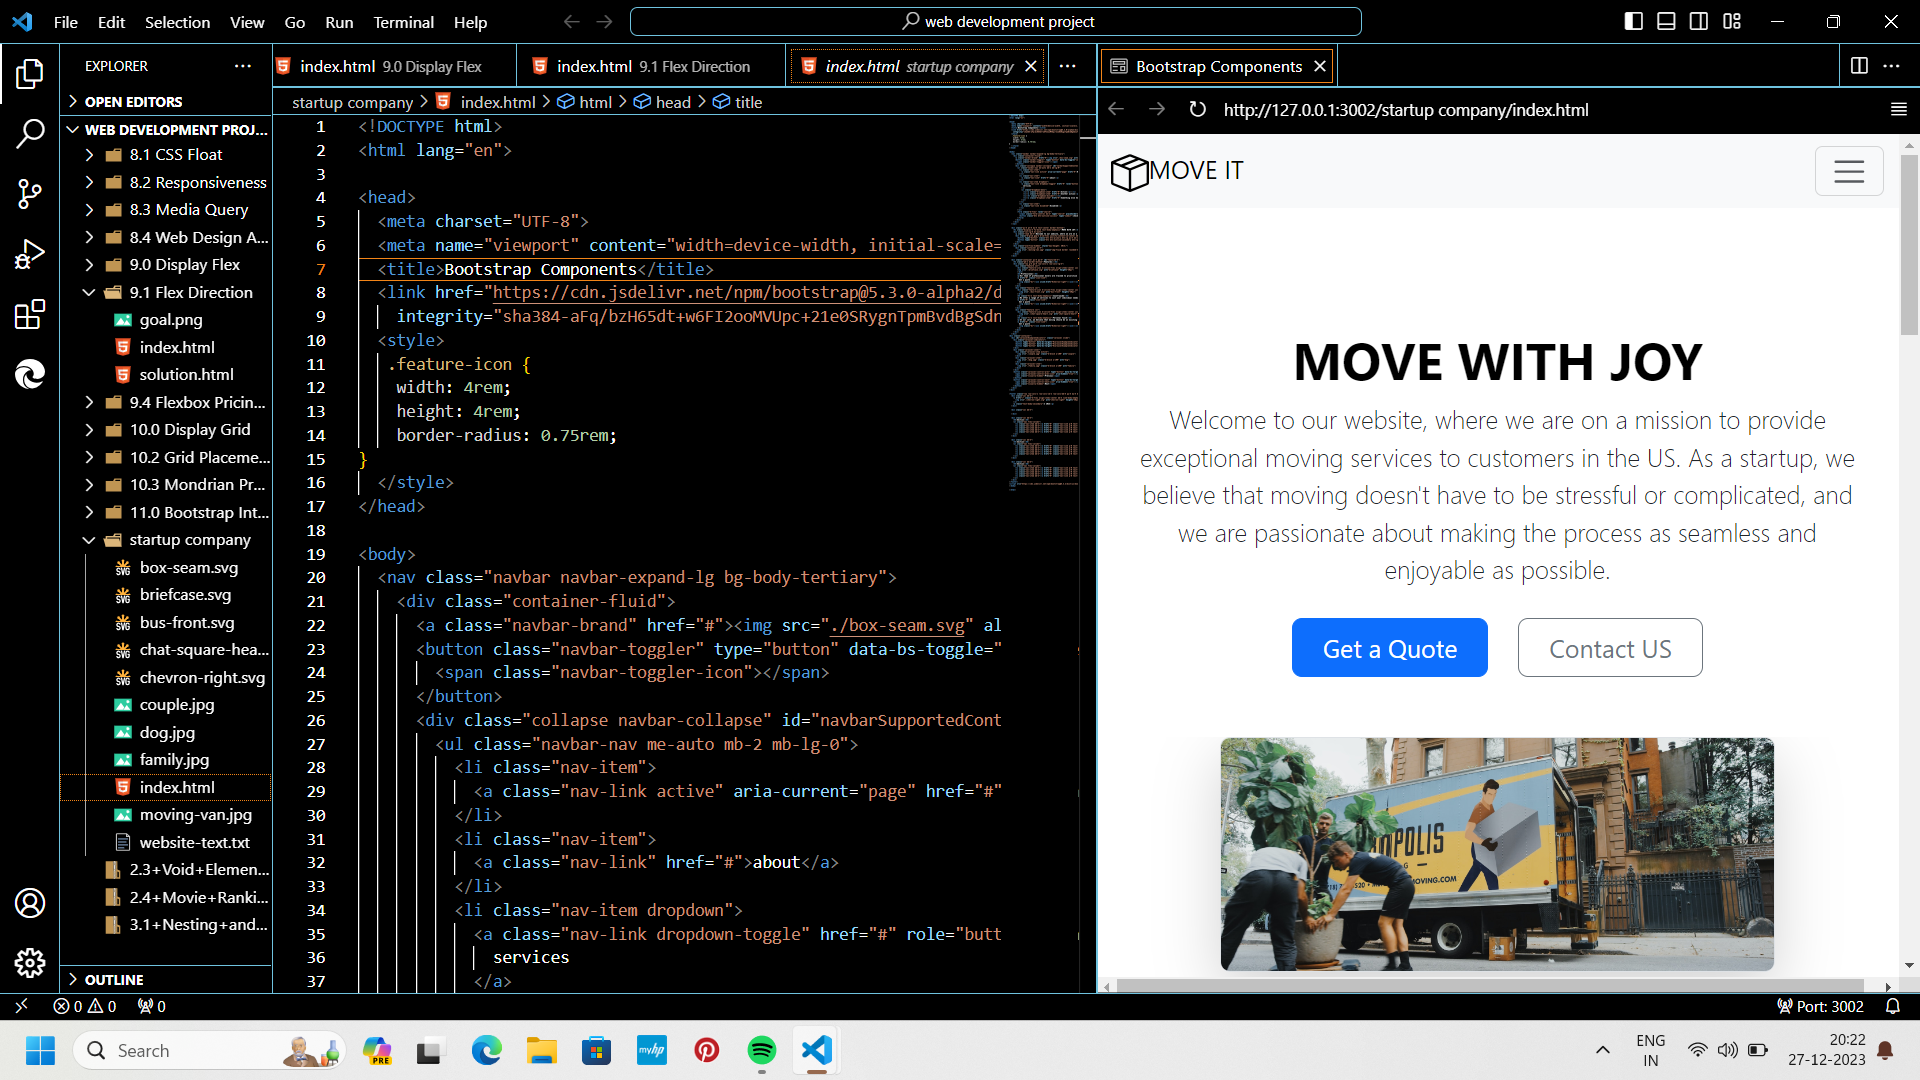 File Edit Selection View Go Run Terminal Help
web development project
EXPLORER
OPEN EDITORS
WEB DEVELOPMENT PROJ...
8.1 CSS Float
8.2 Responsiveness
8.3 Media Query
8.4 Web Design A...
9.0 Display Flex
9.1 Flex Direction
goal.png
index.html
solution.html
9.4 Flexbox Pricin...
10.0 Display Grid
10.2 Grid Placeme...
10.3 Mondrian Pr...
11.0 Bootstrap Int...
startup company
box-seam.svg
briefcase.svg
bus-front.svg
chat-square-hea...
chevron-right.svg
couple.jpg
dog.jpg
family.jpg
index.html
moving-van.jpg
website-text.txt
2.3+Void+Elemen...
2.4+Movie+Ranki...
3.1+Nesting+and...
OUTLINE
index.html 9.0 Display Flex
index.html 9.1 Flex Direction
index.html startup company
startup company > index.html > html > head > title
1 <!DOCTYPE html>
2 <html lang="en">
3
4 <head>
5 <meta charset="UTF-8">
6 <meta name="viewport" content="width=device-width, initial-scale=
7 <title>Bootstrap Components</title>
8 <link href="https://cdn.jsdelivr.net/npm/bootstrap@5.3.0-alpha2/d
9 integrity="sha384-aFq/bzH65dt+w6FI2ooMVUpc+21e0SRygnTpmBvdBgSdn
10 <style>
11 .feature-icon {
12 width: 4rem;
13 height: 4rem;
14 border-radius: 0.75rem;
15 }
16 </style>
17 </head>
18
19 <body>
20 <nav class="navbar navbar-expand-lg bg-body-tertiary">
21 <div class="container-fluid">
22 <a class="navbar-brand" href="#"><img src="./box-seam.svg" al
23 <button class="navbar-toggler" type="button" data-bs-toggle="
24 <span class="navbar-toggler-icon"></span>
25 </button>
26 <div class="collapse navbar-collapse" id="navbarSupportedCont
27 <ul class="navbar-nav me-auto mb-2 mb-lg-0">
28 <li class="nav-item">
29 <a class="nav-link active" aria-current="page" href="#"
30 </li>
31 <li class="nav-item">
32 <a class="nav-link" href="#">about</a>
33 </li>
34 <li class="nav-item dropdown">
35 <a class="nav-link dropdown-toggle" href="#" role="butt
36 services
37 </a>
Bootstrap Components
http://127.0.0.1:3002/startup company/index.html
MOVE IT
MOVE WITH JOY
Welcome to our website, where we are on a mission to provide
exceptional moving services to customers in the US. As a startup, we
believe that moving doesn't have to be stressful or complicated, and
we are passionate about making the process as seamless and
enjoyable as possible.
Get a Quote
Contact US
POLIS
MOVING.COM
0 0 0
Port: 3002
Search
PRE
myhp
ENG
IN
20:22
27-12-2023